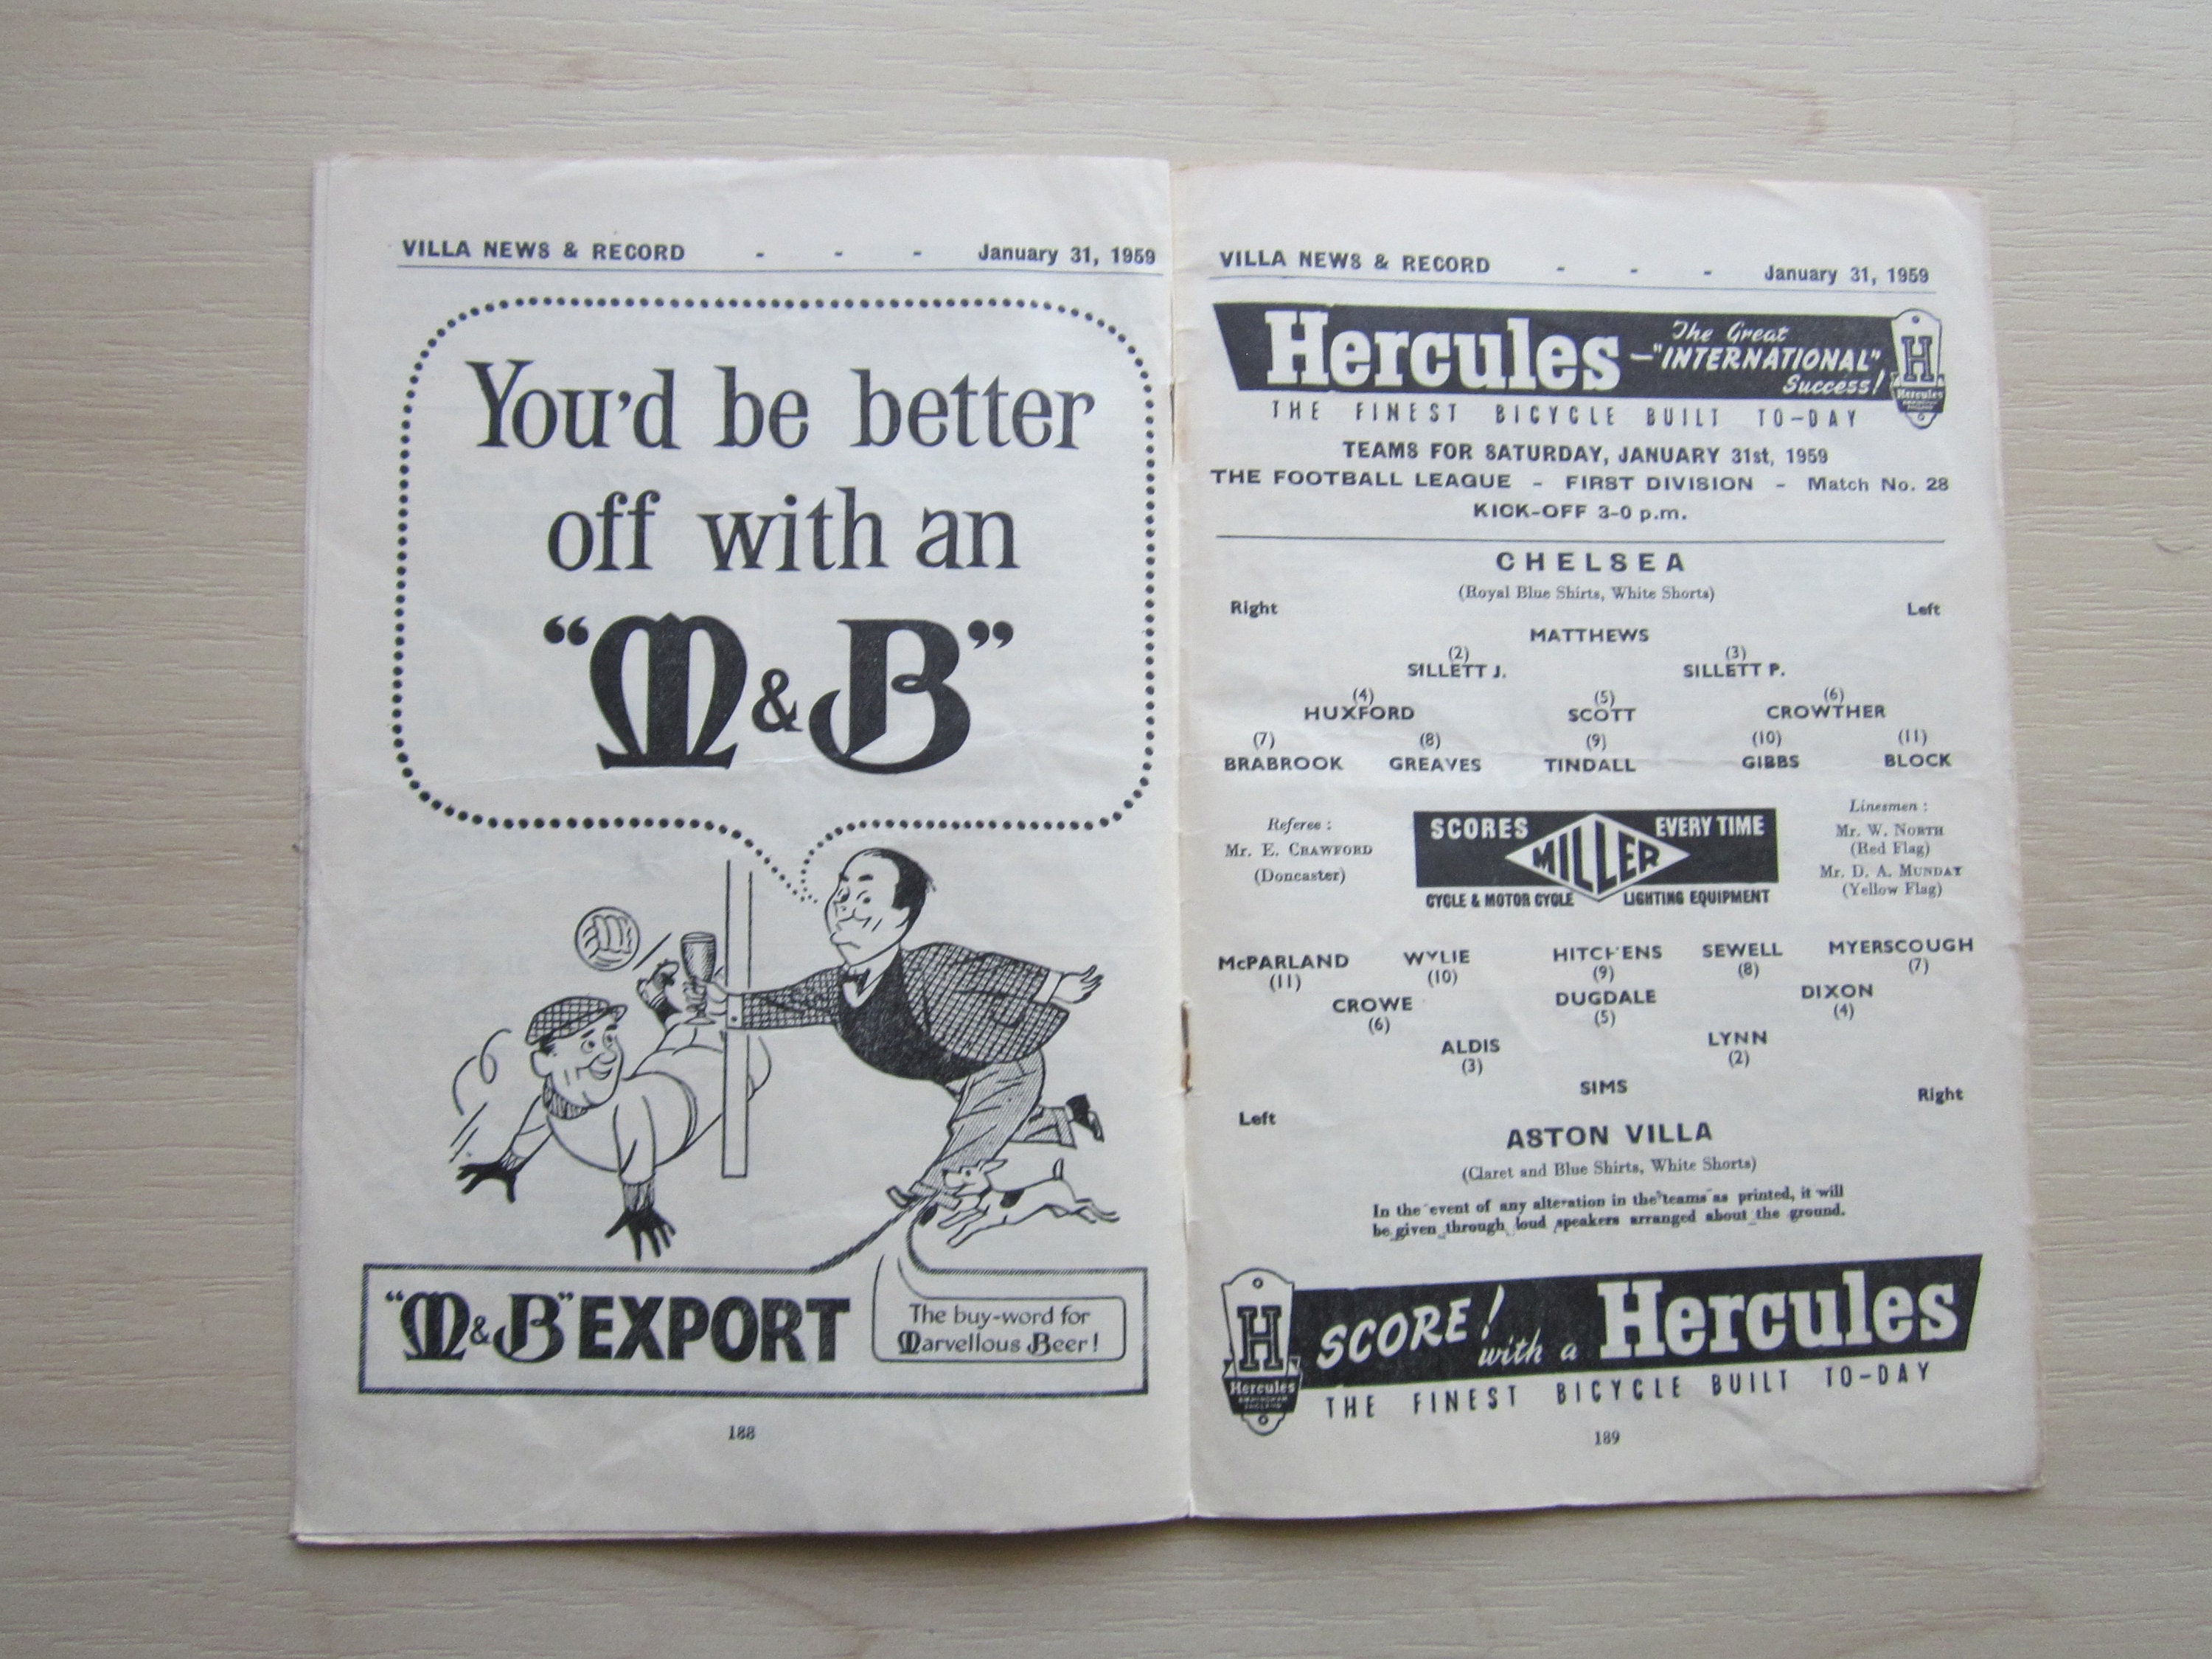 VILLA NEWS & RECORD - - - January 31, 1959
You'd be better
off with an
"M&B"
"M&B" EXPORT
The buy-word for
Marvellous Beer!
188
VILLA NEWS & RECORD - - - January 31, 1959
Hercules
The Great
—"INTERNATIONAL"
Success!
H
Hercules
THE FINEST BICYCLE BUILT TO-DAY
TEAMS FOR SATURDAY, JANUARY 31st, 1959
THE FOOTBALL LEAGUE - FIRST DIVISION - Match No. 28
KICK-OFF 3-0 p.m.
CHELSEA
(Royal Blue Shirts, White Shorts)
Right Left
MATTHEWS
(2) (3)
SILLETT J. SILLETT P.
(4) (5) (6)
HUXFORD SCOTT CROWTHER
(7) (8) (9) (10) (11)
BRABROOK GREAVES TINDALL GIBBS BLOCK
Referee :
Mr. E. CRAWFORD
(Doncaster)
SCORES EVERY TIME
MILLER
CYCLE & MOTOR CYCLE LIGHTING EQUIPMENT
Linesmen :
Mr. W. NORTH
(Red Flag)
Mr. D. A. MUNDAY
(Yellow Flag)
McPARLAND WYLIE HITCHENS SEWELL MYERSCOUGH
(11) (10) (9) (8) (7)
CROWE DUGDALE DIXON
(6) (5) (4)
ALDIS LYNN
(3) (2)
SIMS
Left Right
ASTON VILLA
(Claret and Blue Shirts, White Shorts)
In the event of any alteration in the teams as printed, it will
be given through loud speakers arranged about the ground.
H
Hercules
BIRMINGHAM
ENGLAND
SCORE! with a Hercules
THE FINEST BICYCLE BUILT TO-DAY
189